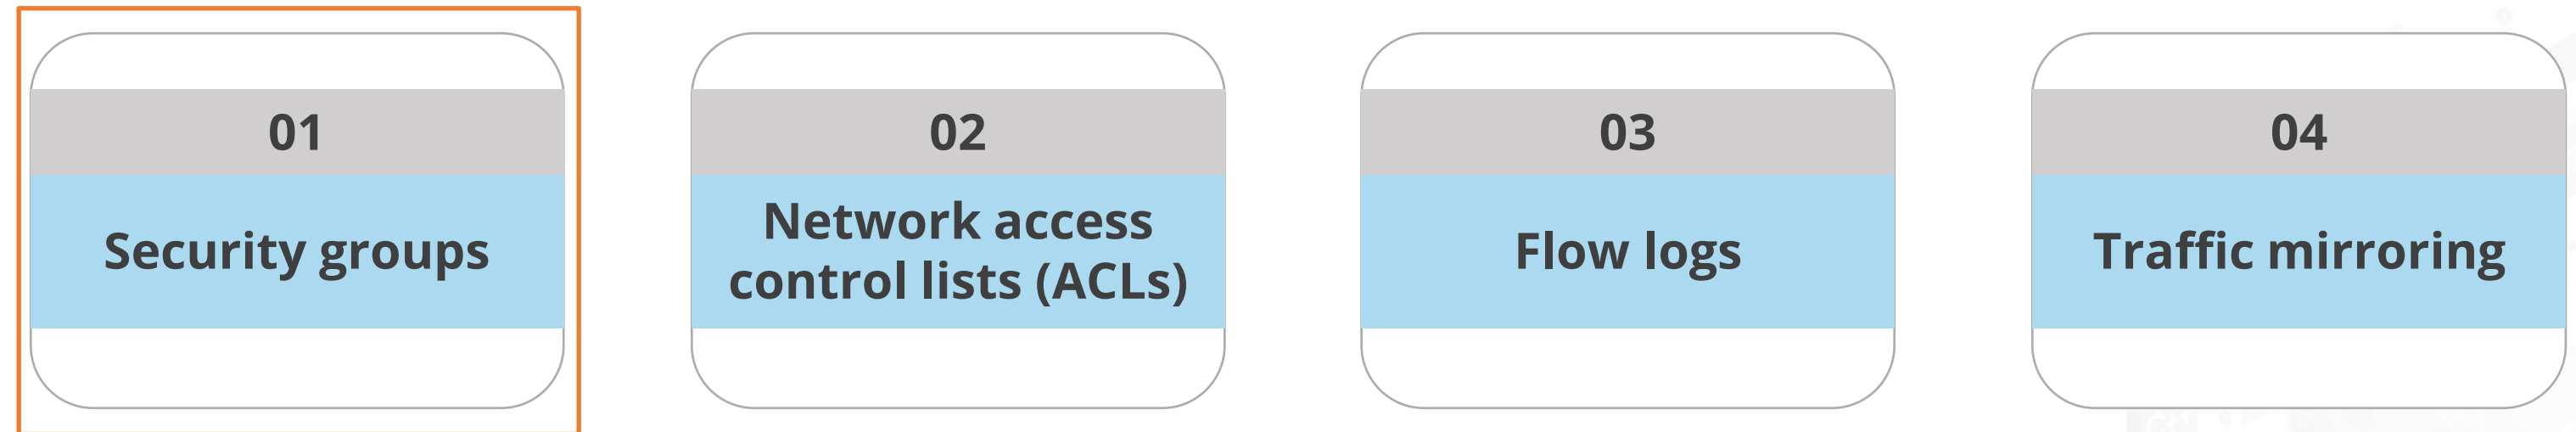 01
Security groups
02
Network access
control lists (ACLs)
03
Flow logs
04
Traffic mirroring